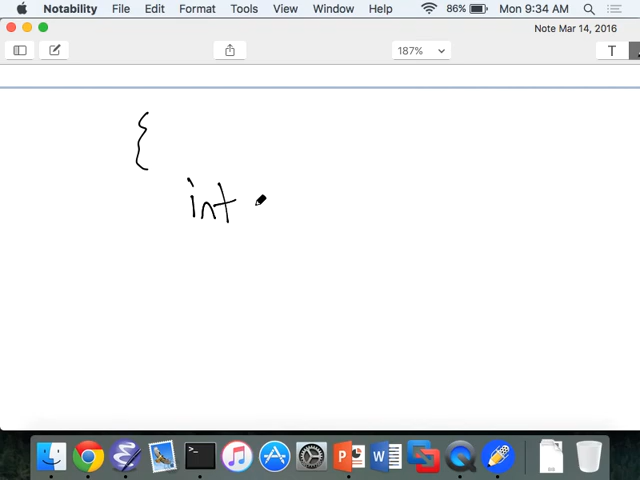 Notability File Edit Format Tools View Window Help 86% Mon 9:34 AM
Note Mar 14, 2016
187% T
{
int